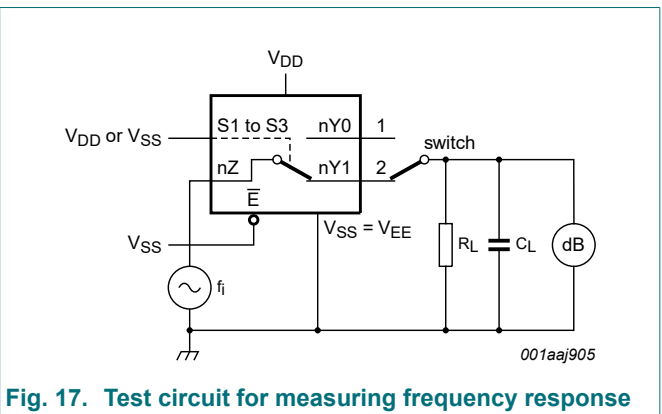 VDD
VDD or VSS
S1 to S3
nY0
1
switch
nZ
nY1
2
E
VSS = VEE
VSS
RL
CL
dB
fi
001aaj905
Fig. 17. Test circuit for measuring frequency response